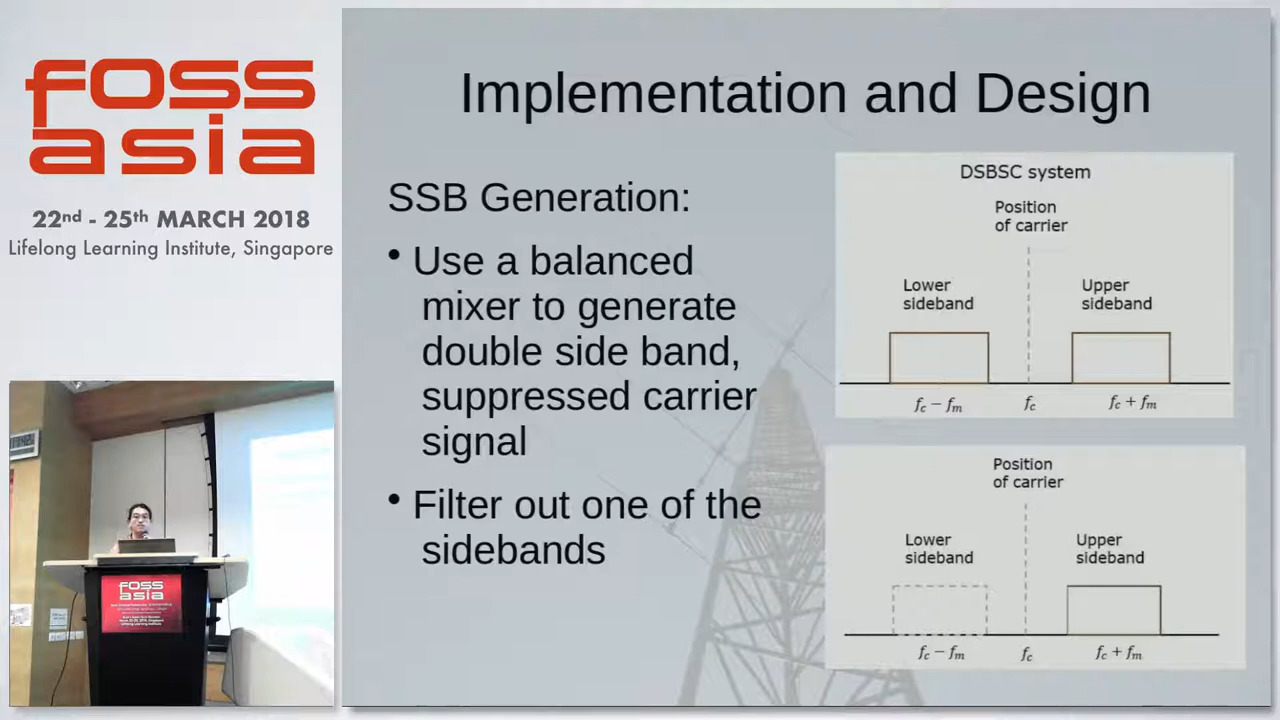 foss
asia
22nd - 25th MARCH 2018
Lifelong Learning Institute, Singapore
Implementation and Design
SSB Generation:
• Use a balanced
mixer to generate
double side band,
suppressed carrier
signal
• Filter out one of the
sidebands
DSBSC system
Position
of carrier
Lower
sideband
Upper
sideband
fc − fm
fc
fc + fm
Position
of carrier
Lower
sideband
Upper
sideband
fc − fm
fc
fc + fm
FOSS
asia